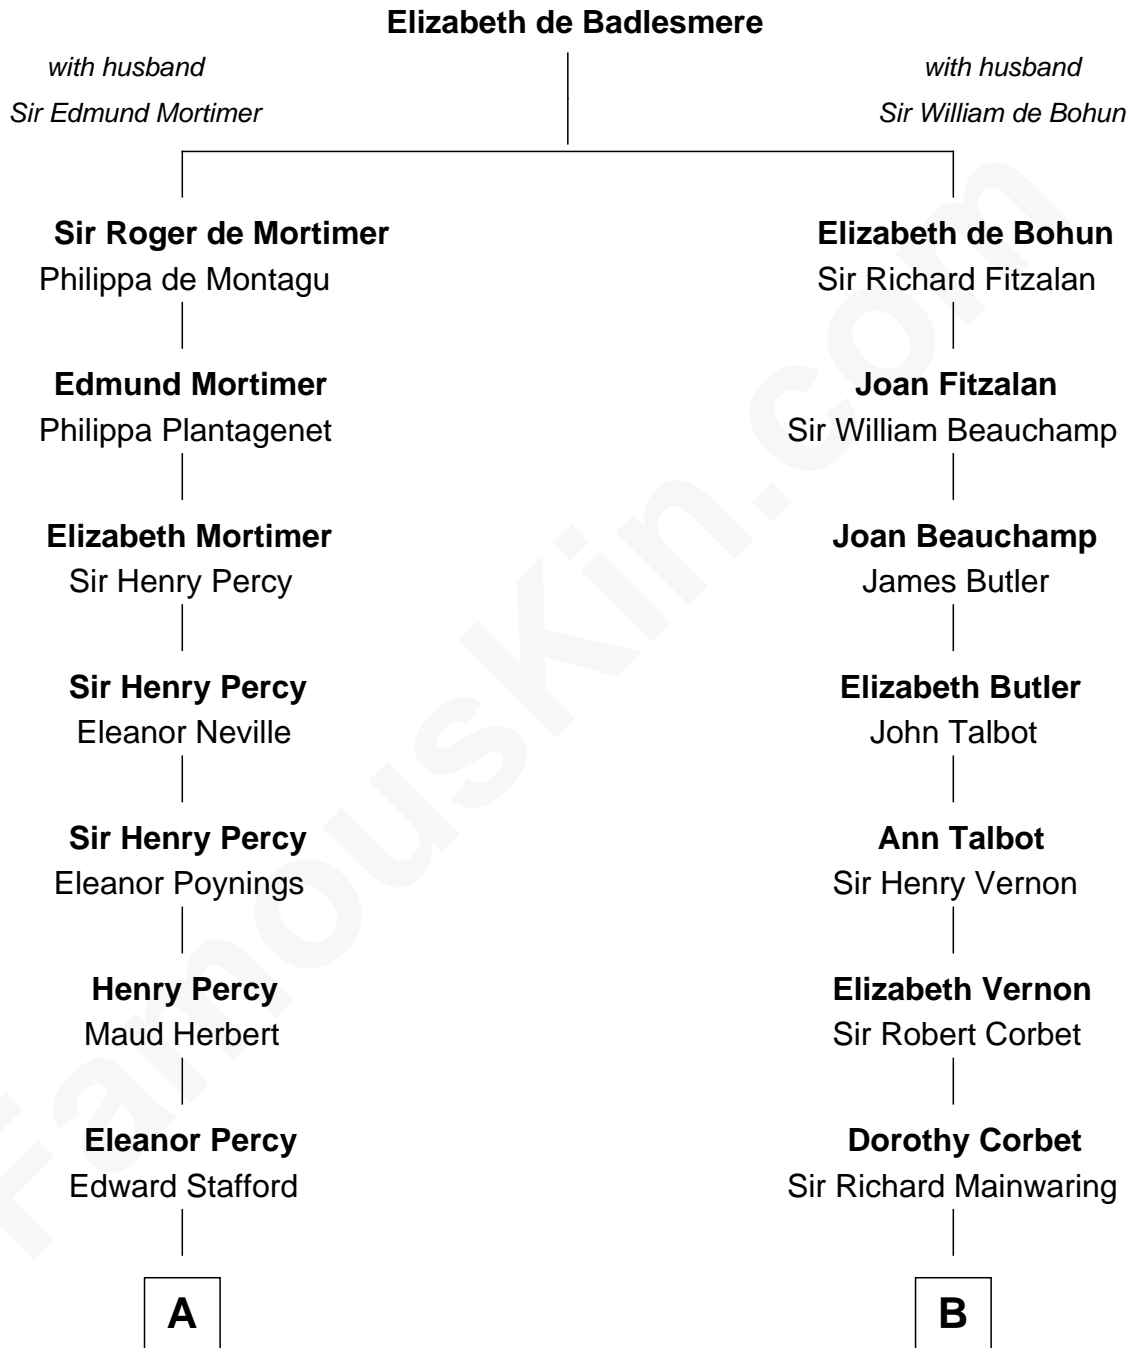 Elizabeth de Badlesmere
with husband
Sir Edmund Mortimer
with husband
Sir William de Bohun
Sir Roger de Mortimer
Philippa de Montagu
Elizabeth de Bohun
Sir Richard Fitzalan
Edmund Mortimer
Philippa Plantagenet
Joan Fitzalan
Sir William Beauchamp
Elizabeth Mortimer
Sir Henry Percy
Joan Beauchamp
James Butler
Sir Henry Percy
Eleanor Neville
Elizabeth Butler
John Talbot
Sir Henry Percy
Eleanor Poynings
Ann Talbot
Sir Henry Vernon
Henry Percy
Maud Herbert
Elizabeth Vernon
Sir Robert Corbet
Eleanor Percy
Edward Stafford
Dorothy Corbet
Sir Richard Mainwaring
A
B
FamousKin.com